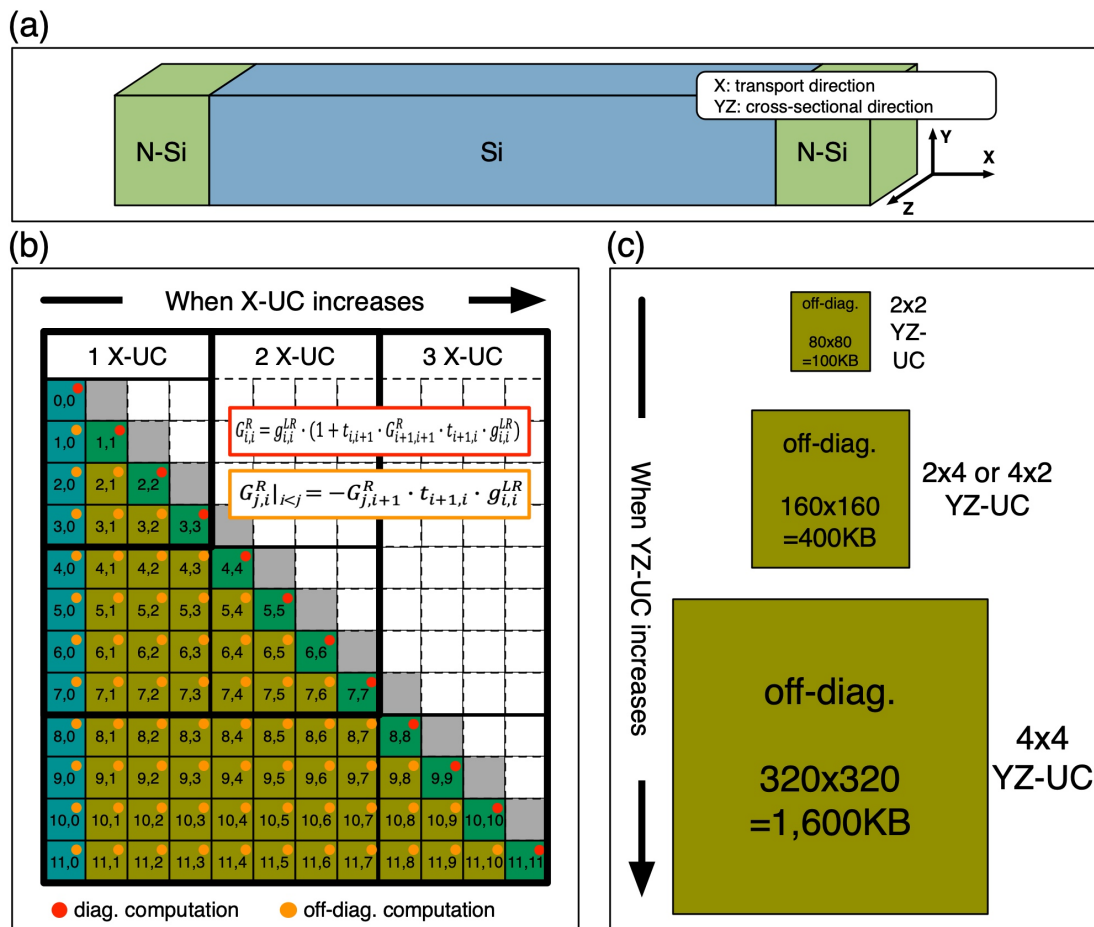 (a)
X: transport direction
YZ: cross-sectional direction
N-Si
Si
N-Si
Y
X
Z
(b)
When X-UC increases
1 X-UC 2 X-UC 3 X-UC
0,0
1,0 1,1
2,0 2,1 2,2
3,0 3,1 3,2 3,3
4,0 4,1 4,2 4,3 4,4
5,0 5,1 5,2 5,3 5,4 5,5
6,0 6,1 6,2 6,3 6,4 6,5 6,6
7,0 7,1 7,2 7,3 7,4 7,5 7,6 7,7
8,0 8,1 8,2 8,3 8,4 8,5 8,6 8,7 8,8
9,0 9,1 9,2 9,3 9,4 9,5 9,6 9,7 9,8 9,9
10,0 10,1 10,2 10,3 10,4 10,5 10,6 10,7 10,8 10,9 10,10
11,0 11,1 11,2 11,3 11,4 11,5 11,6 11,7 11,8 11,9 11,10 11,11
G^R_{i,i} = g^{LR}_{i,i} · (1 + t_{i,i+1} · G^R_{i+1,i+1} · t_{i+1,i} · g^{LR}_{i,i})
G^R_{j,i}|_{i<j} = −G^R_{j,i+1} · t_{i+1,i} · g^{LR}_{i,i}
diag. computation
off-diag. computation
(c)
When YZ-UC increases
off-diag.
80x80
=100KB
2x2
YZ-
UC
off-diag.
160x160
=400KB
2x4 or 4x2
YZ-UC
off-diag.
320x320
=1,600KB
4x4
YZ-UC